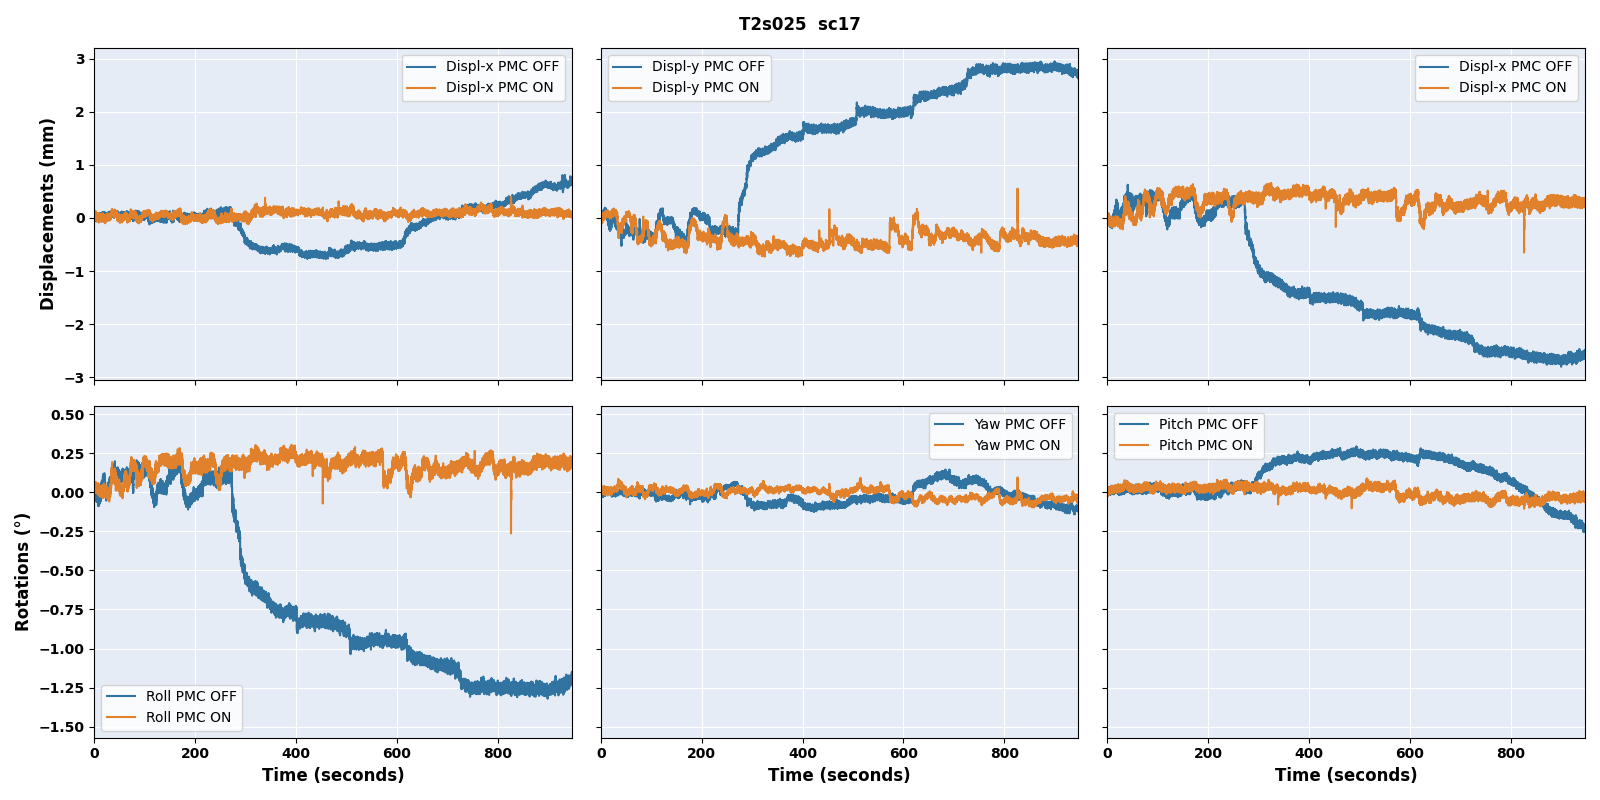 T2s025 sc17
Displ-x PMC OFF
Displ-x PMC ON
Displ-y PMC OFF
Displ-y PMC ON
Displ-x PMC OFF
Displ-x PMC ON
3
2
1
0
−1
−2
−3
Displacements (mm)
Roll PMC OFF
Roll PMC ON
Yaw PMC OFF
Yaw PMC ON
Pitch PMC OFF
Pitch PMC ON
0.50
0.25
0.00
−0.25
−0.50
−0.75
−1.00
−1.25
−1.50
Rotations (°)
0 200 400 600 800
0 200 400 600 800
0 200 400 600 800
Time (seconds)
Time (seconds)
Time (seconds)